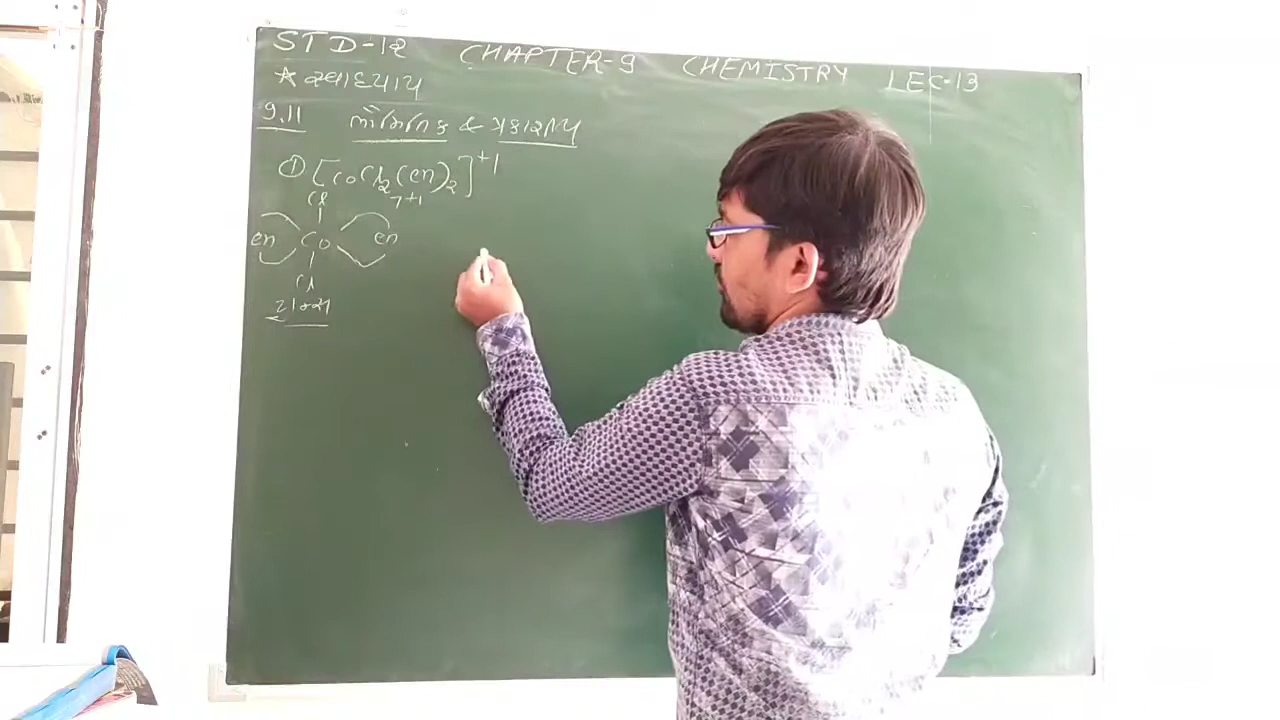 STD-12 CHAPTER-9 CHEMISTRY LEC-13
★ સ્વાધ્યાય
9.11 ભૌમિતિક & પ્રકાશીય
① [CoCl₂(en)₂]⁺¹
Cl ⁊⁺¹
en Co en
Cl